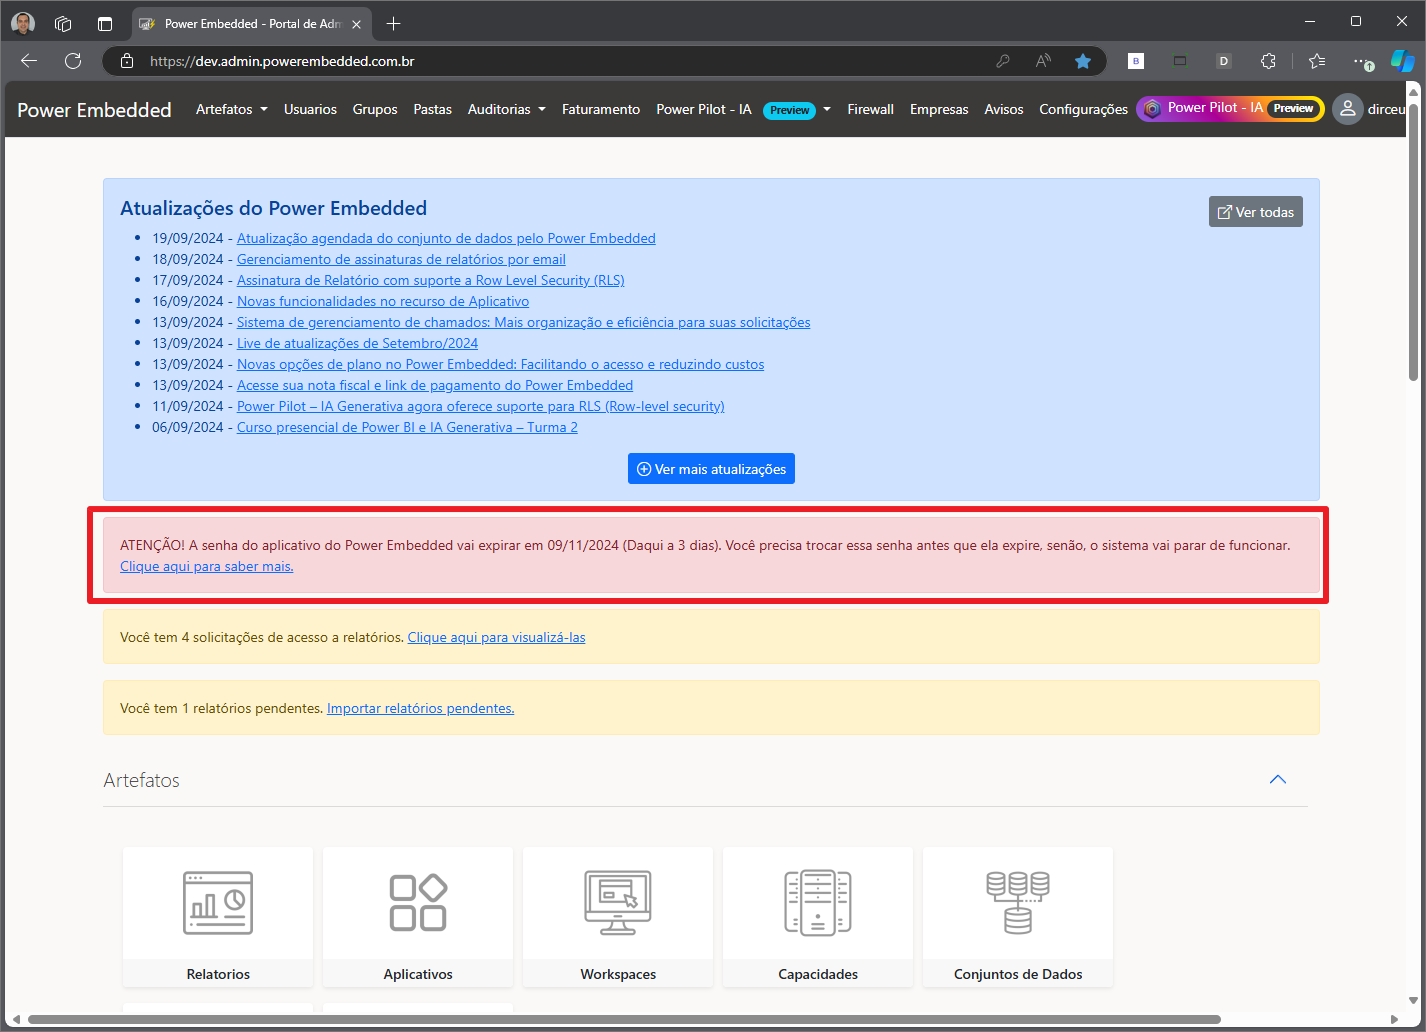 Power Embedded - Portal de Adm
https://dev.admin.powerembedded.com.br
B
D
Power Embedded Artefatos Usuarios Grupos Pastas Auditorias Faturamento Power Pilot - IA Preview Firewall Empresas Avisos Configurações Power Pilot - IA Preview dirceu
Atualizações do Power Embedded
Ver todas
19/09/2024 - Atualização agendada do conjunto de dados pelo Power Embedded
18/09/2024 - Gerenciamento de assinaturas de relatórios por email
17/09/2024 - Assinatura de Relatório com suporte a Row Level Security (RLS)
16/09/2024 - Novas funcionalidades no recurso de Aplicativo
13/09/2024 - Sistema de gerenciamento de chamados: Mais organização e eficiência para suas solicitações
13/09/2024 - Live de atualizações de Setembro/2024
13/09/2024 - Novas opções de plano no Power Embedded: Facilitando o acesso e reduzindo custos
13/09/2024 - Acesse sua nota fiscal e link de pagamento do Power Embedded
11/09/2024 - Power Pilot – IA Generativa agora oferece suporte para RLS (Row-level security)
06/09/2024 - Curso presencial de Power BI e IA Generativa – Turma 2
Ver mais atualizações
ATENÇÃO! A senha do aplicativo do Power Embedded vai expirar em 09/11/2024 (Daqui a 3 dias). Você precisa trocar essa senha antes que ela expire, senão, o sistema vai parar de funcionar.
Clique aqui para saber mais.
Você tem 4 solicitações de acesso a relatórios. Clique aqui para visualizá-las
Você tem 1 relatórios pendentes. Importar relatórios pendentes.
Artefatos
Relatorios
Aplicativos
Workspaces
Capacidades
Conjuntos de Dados